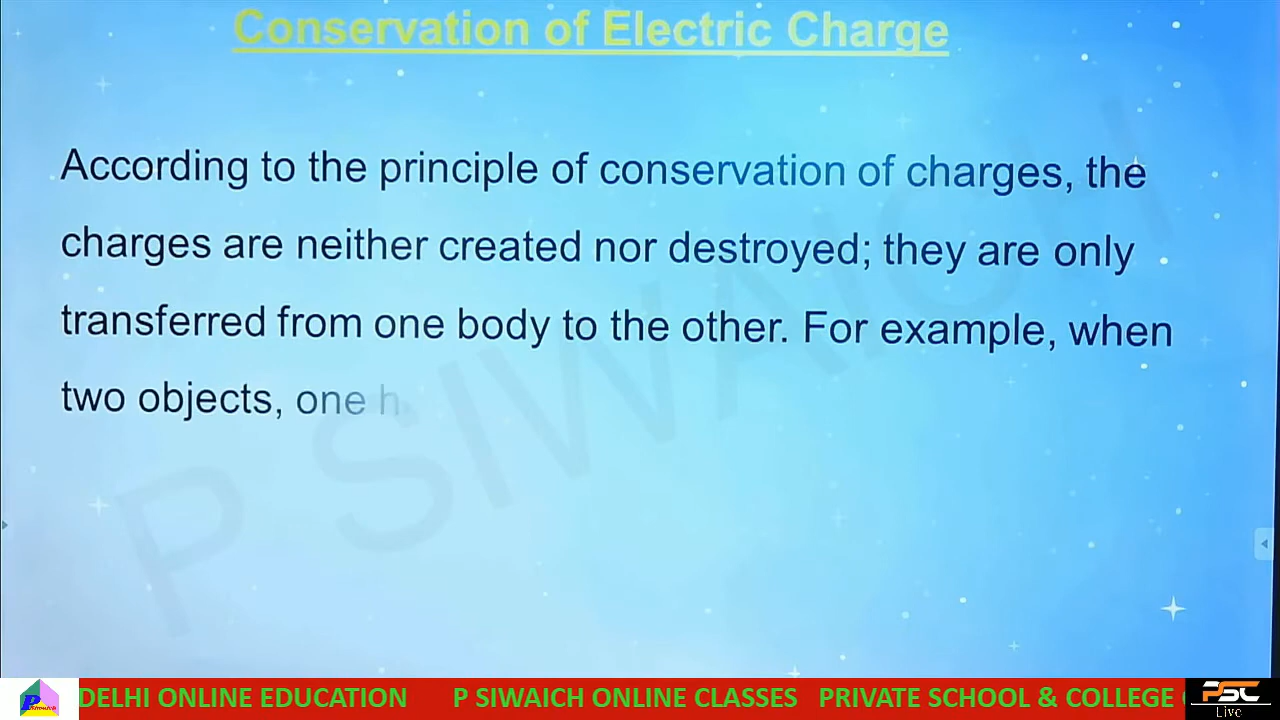 Conservation of Electric Charge
According to the principle of conservation of charges, the
charges are neither created nor destroyed; they are only
transferred from one body to the other. For example, when
two objects, one h
P SIWAICH
DELHI ONLINE EDUCATION P SIWAICH ONLINE CLASSES PRIVATE SCHOOL & COLLEGE
PSC
Live